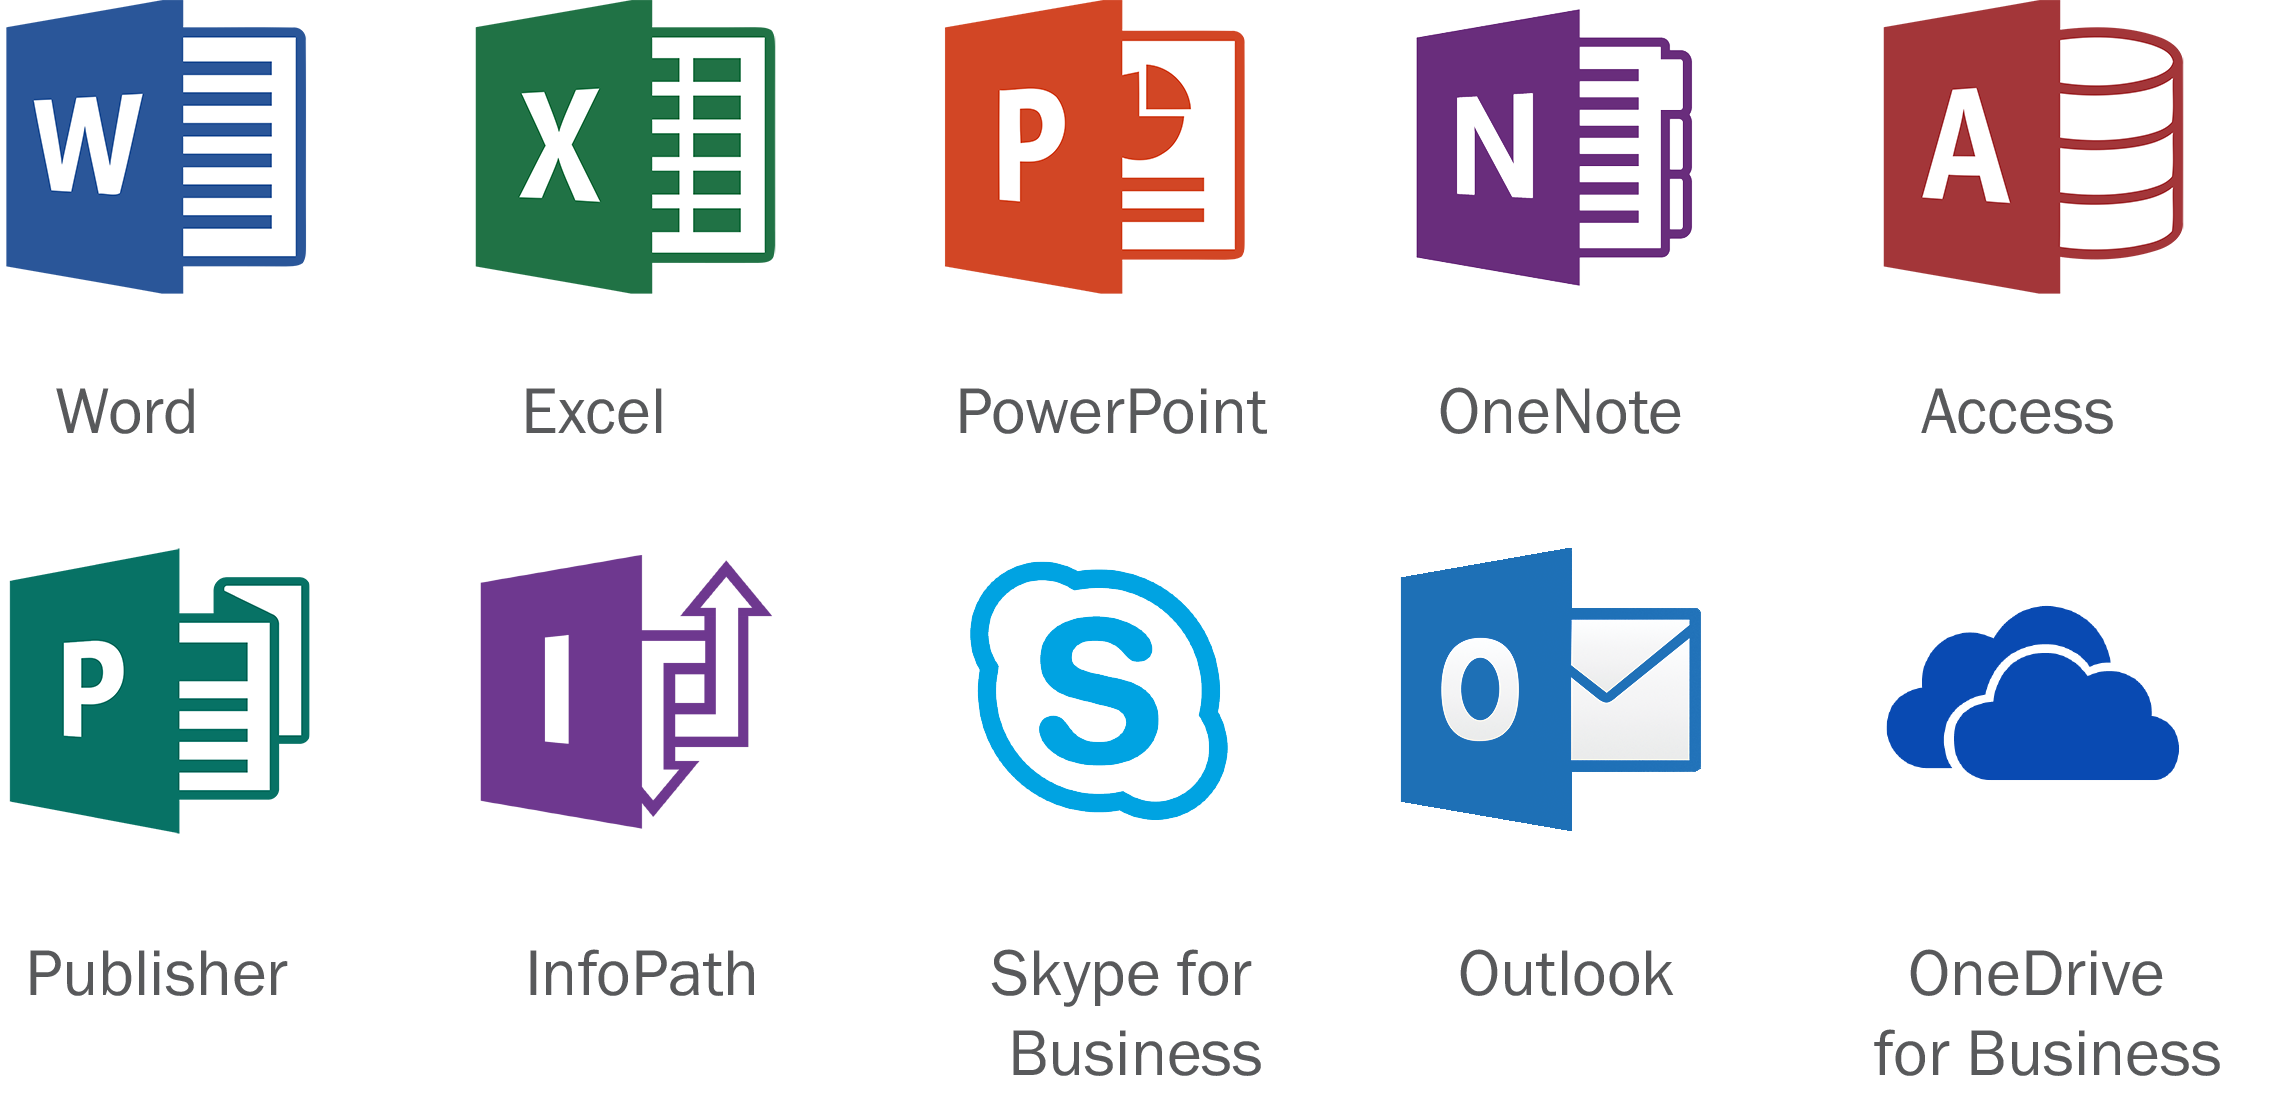 W X P N A
Word Excel PowerPoint OneNote Access
P I S O
Publisher InfoPath Skype for Outlook OneDrive
Business for Business